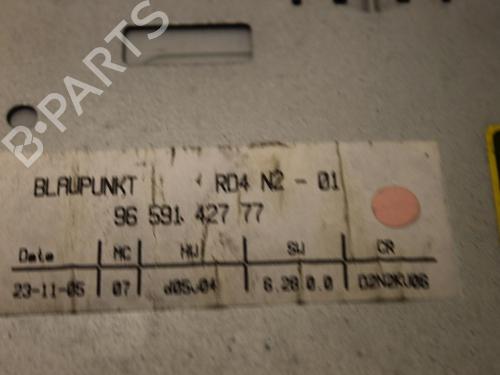 B-PARTS
BLAUPUNKT RD4 N2 - 01
96 591 427 77
Date MC HW SW CR
23-11-05 07 d05v04 6.28 0.0 D2N2KU06